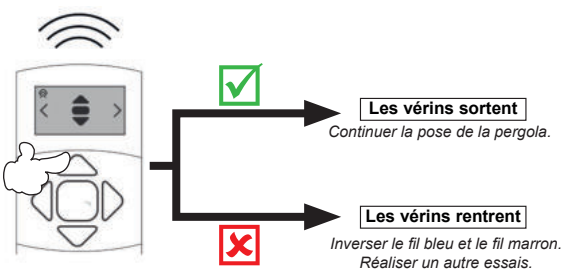 Les vérins sortent
Continuer la pose de la pergola.
Les vérins rentrent
Inverser le fil bleu et le fil marron.
Réaliser un autre essais.